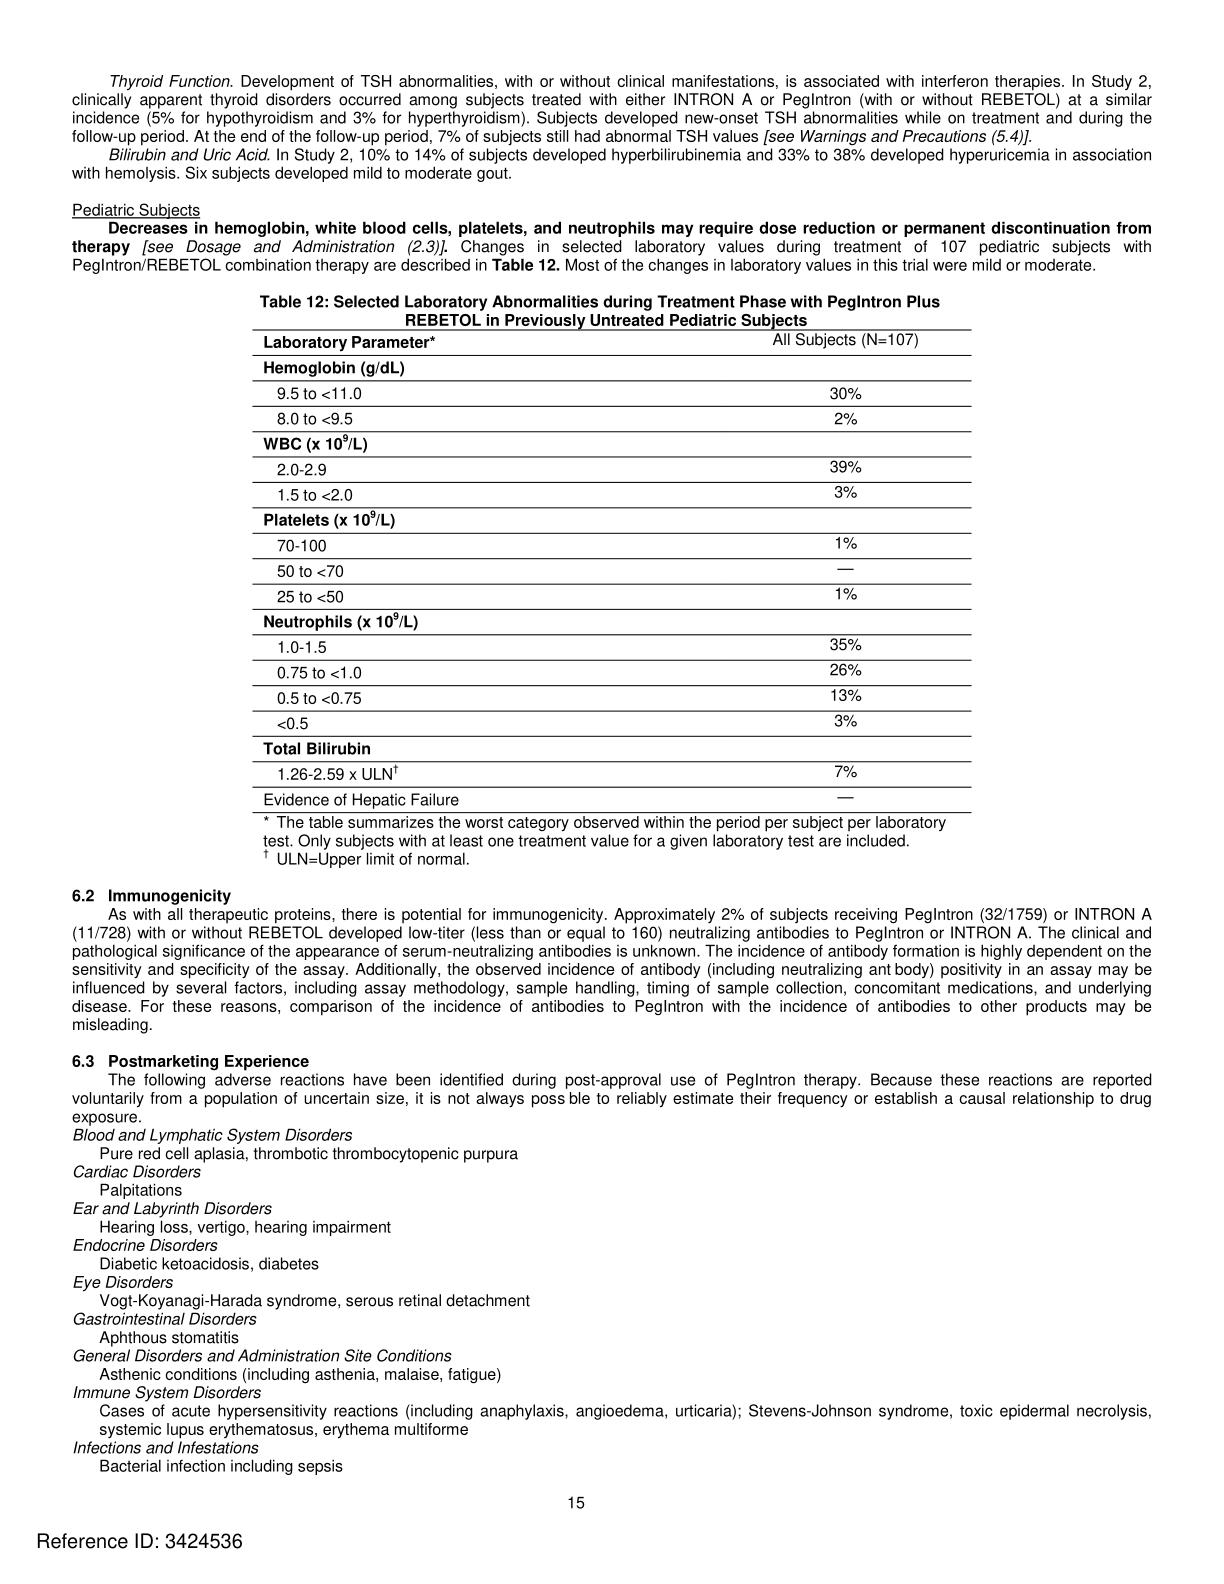 Thyroid Function. Development of TSH abnormalities, with or without clinical manifestations, is associated with interferon therapies. In Study 2,
clinically apparent thyroid disorders occurred among subjects treated with either INTRON A or PegIntron (with or without REBETOL) at a similar
incidence (5% for hypothyroidism and 3% for hyperthyroidism). Subjects developed new-onset TSH abnormalities while on treatment and during the
follow-up period. At the end of the follow-up period, 7% of subjects still had abnormal TSH values [see Warnings and Precautions (5.4)].
Bilirubin and Uric Acid. In Study 2, 10% to 14% of subjects developed hyperbilirubinemia and 33% to 38% developed hyperuricemia in association
with hemolysis. Six subjects developed mild to moderate gout.
Pediatric Subjects
Decreases in hemoglobin, white blood cells, platelets, and neutrophils may require dose reduction or permanent discontinuation from
therapy [see Dosage and Administration (2.3)]. Changes in selected laboratory values during treatment of 107 pediatric subjects with
PegIntron/REBETOL combination therapy are described in Table 12. Most of the changes in laboratory values in this trial were mild or moderate.
Table 12: Selected Laboratory Abnormalities during Treatment Phase with PegIntron Plus
REBETOL in Previously Untreated Pediatric Subjects
Laboratory Parameter* All Subjects (N=107)
Hemoglobin (g/dL)
9.5 to <11.0 30%
8.0 to <9.5 2%
WBC (x 10⁹/L)
2.0-2.9 39%
1.5 to <2.0 3%
Platelets (x 10⁹/L)
70-100 1%
50 to <70 —
25 to <50 1%
Neutrophils (x 10⁹/L)
1.0-1.5 35%
0.75 to <1.0 26%
0.5 to <0.75 13%
<0.5 3%
Total Bilirubin
1.26-2.59 x ULN† 7%
Evidence of Hepatic Failure —
* The table summarizes the worst category observed within the period per subject per laboratory
test. Only subjects with at least one treatment value for a given laboratory test are included.
† ULN=Upper limit of normal.
6.2 Immunogenicity
As with all therapeutic proteins, there is potential for immunogenicity. Approximately 2% of subjects receiving PegIntron (32/1759) or INTRON A
(11/728) with or without REBETOL developed low-titer (less than or equal to 160) neutralizing antibodies to PegIntron or INTRON A. The clinical and
pathological significance of the appearance of serum-neutralizing antibodies is unknown. The incidence of antibody formation is highly dependent on the
sensitivity and specificity of the assay. Additionally, the observed incidence of antibody (including neutralizing ant body) positivity in an assay may be
influenced by several factors, including assay methodology, sample handling, timing of sample collection, concomitant medications, and underlying
disease. For these reasons, comparison of the incidence of antibodies to PegIntron with the incidence of antibodies to other products may be
misleading.
6.3 Postmarketing Experience
The following adverse reactions have been identified during post-approval use of PegIntron therapy. Because these reactions are reported
voluntarily from a population of uncertain size, it is not always poss ble to reliably estimate their frequency or establish a causal relationship to drug
exposure.
Blood and Lymphatic System Disorders
Pure red cell aplasia, thrombotic thrombocytopenic purpura
Cardiac Disorders
Palpitations
Ear and Labyrinth Disorders
Hearing loss, vertigo, hearing impairment
Endocrine Disorders
Diabetic ketoacidosis, diabetes
Eye Disorders
Vogt-Koyanagi-Harada syndrome, serous retinal detachment
Gastrointestinal Disorders
Aphthous stomatitis
General Disorders and Administration Site Conditions
Asthenic conditions (including asthenia, malaise, fatigue)
Immune System Disorders
Cases of acute hypersensitivity reactions (including anaphylaxis, angioedema, urticaria); Stevens-Johnson syndrome, toxic epidermal necrolysis,
systemic lupus erythematosus, erythema multiforme
Infections and Infestations
Bacterial infection including sepsis
15
Reference ID: 3424536